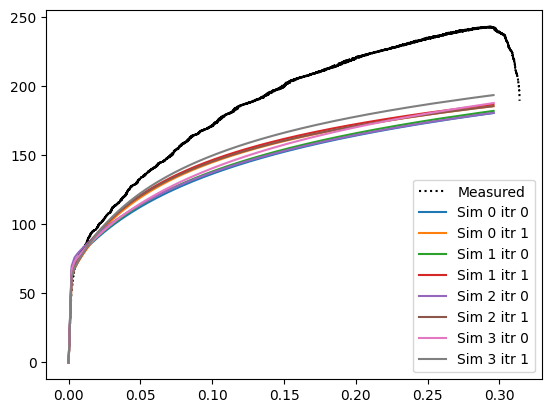 250
200
150
100
50
0
0.00 0.05 0.10 0.15 0.20 0.25 0.30
Measured
Sim 0 itr 0
Sim 0 itr 1
Sim 1 itr 0
Sim 1 itr 1
Sim 2 itr 0
Sim 2 itr 1
Sim 3 itr 0
Sim 3 itr 1